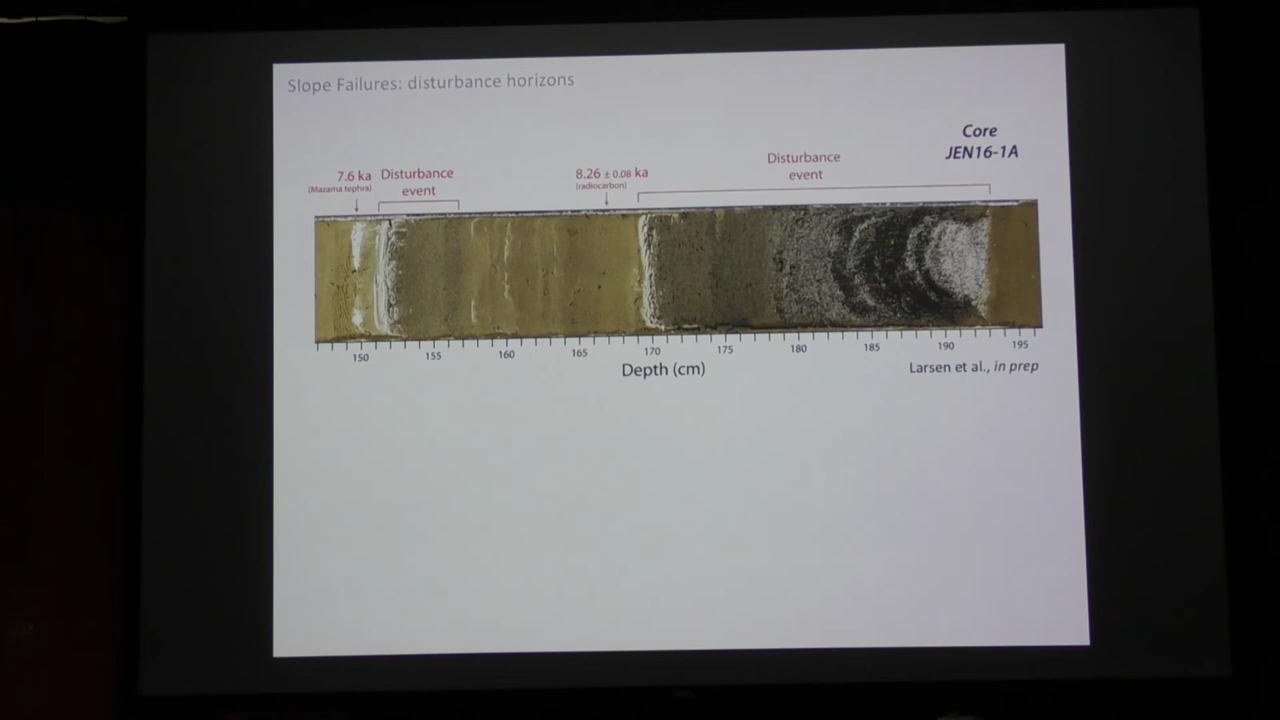 Slope Failures: disturbance horizons
Core
JEN16-1A
7.6 ka
(Mazama tephra)
Disturbance
event
8.26 ± 0.08 ka
(radiocarbon)
Disturbance
event
150 155 160 165 170 175 180 185 190 195
Depth (cm)
Larsen et al., in prep